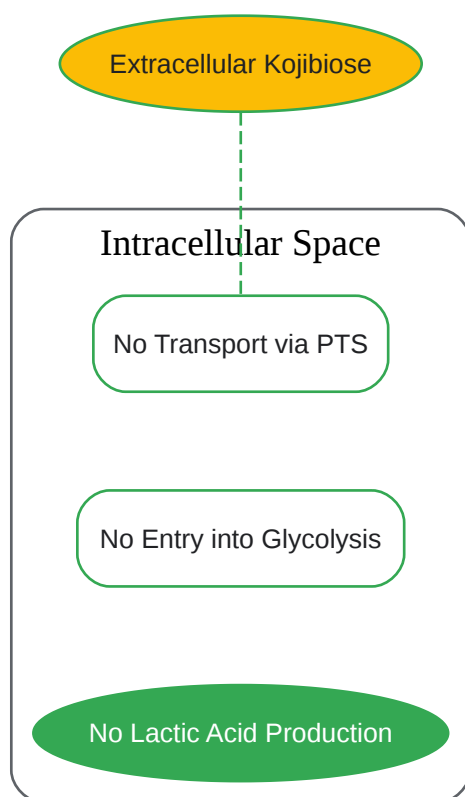 Extracellular Kojibiose
Intracellular Space
No Transport via PTS
No Entry into Glycolysis
No Lactic Acid Production